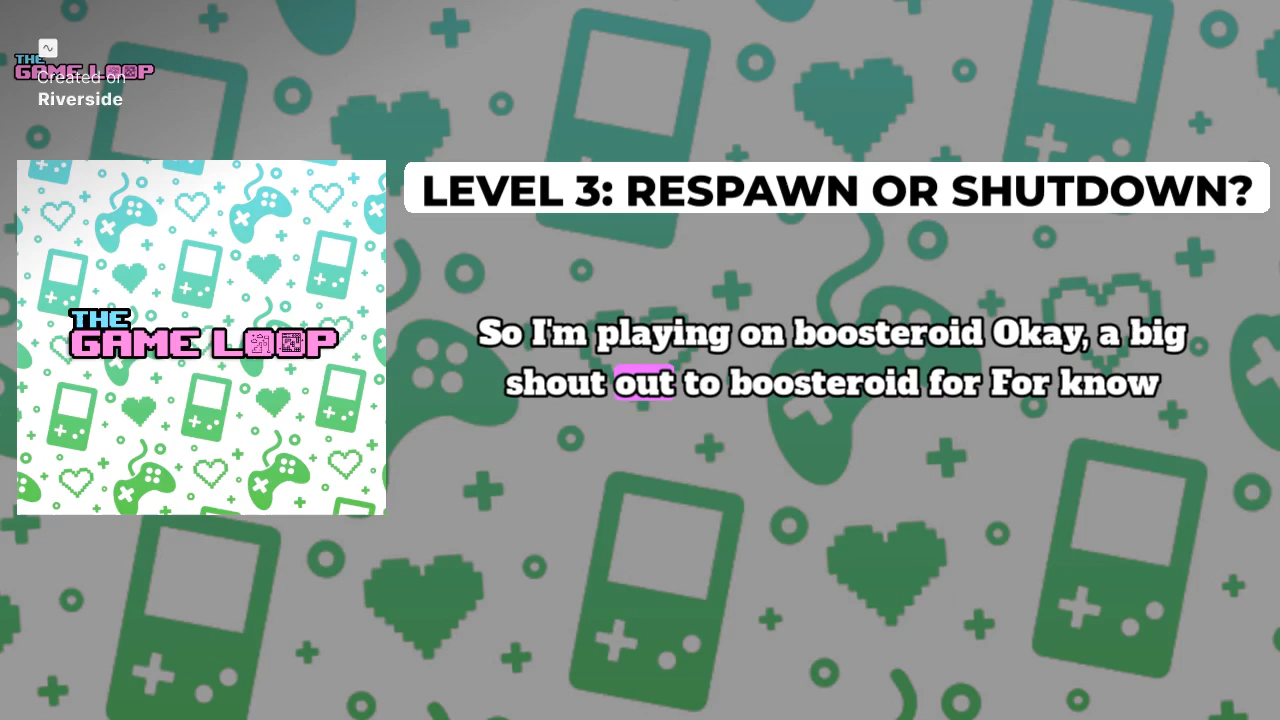 THE
GAME LOOP
Created on
Riverside
LEVEL 3: RESPAWN OR SHUTDOWN?
THE
GAME LOOP
So I'm playing on boosteroid Okay, a big
shout out to boosteroid for For know